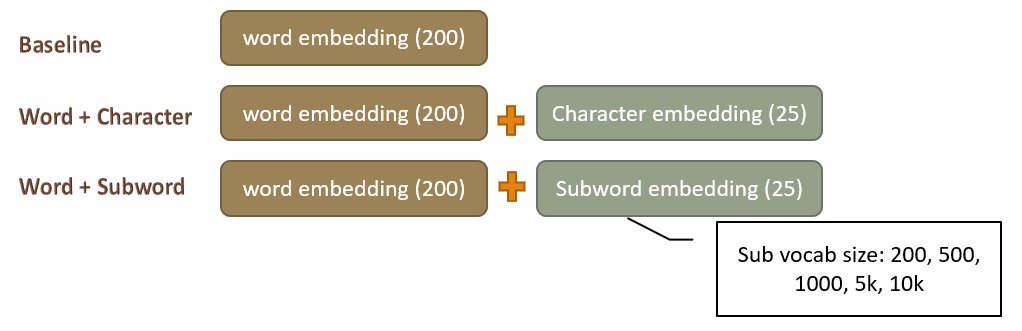 Baseline
word embedding (200)
Word + Character
word embedding (200)
Character embedding (25)
Word + Subword
word embedding (200)
Subword embedding (25)
Sub vocab size: 200, 500,
1000, 5k, 10k